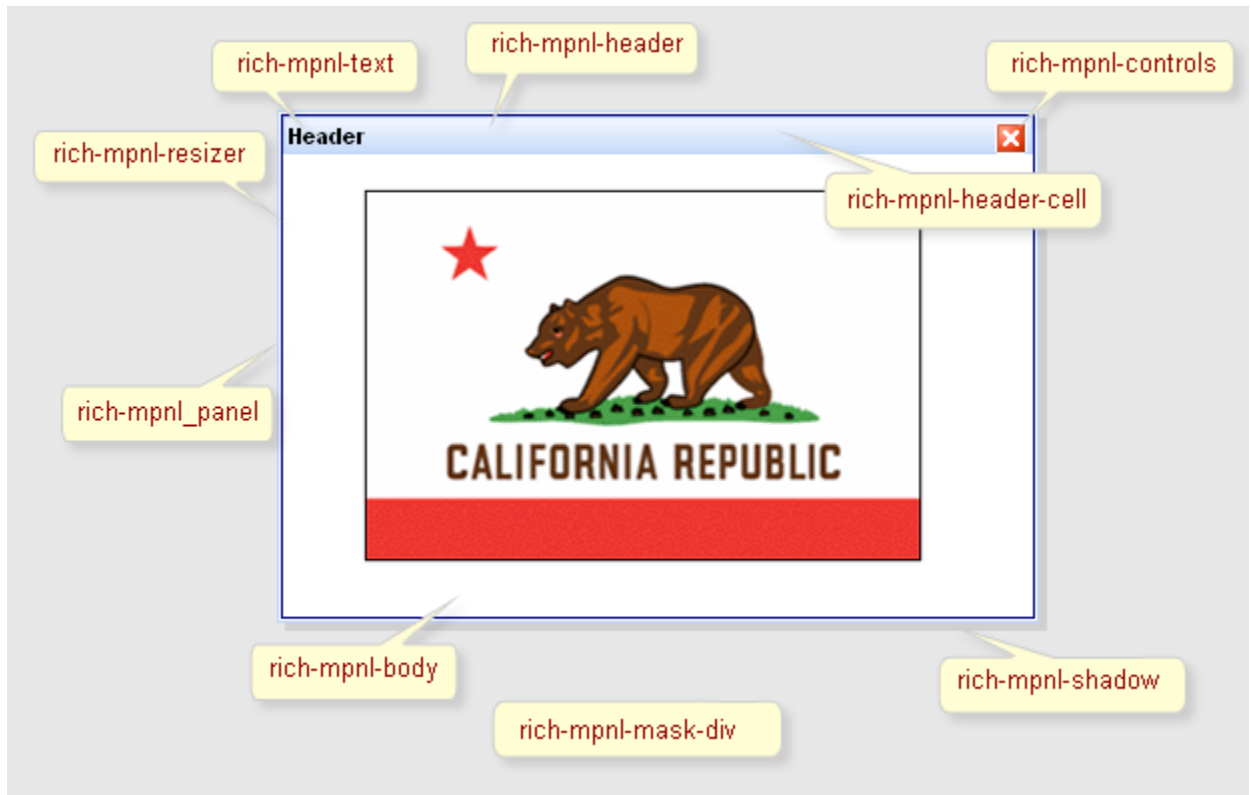 rich-mpnl-header
rich-mpnl-text
rich-mpnl-controls
Header
rich-mpnl-resizer
rich-mpnl-header-cell
rich-mpnl_panel
CALIFORNIA REPUBLIC
rich-mpnl-body
rich-mpnl-shadow
rich-mpnl-mask-div